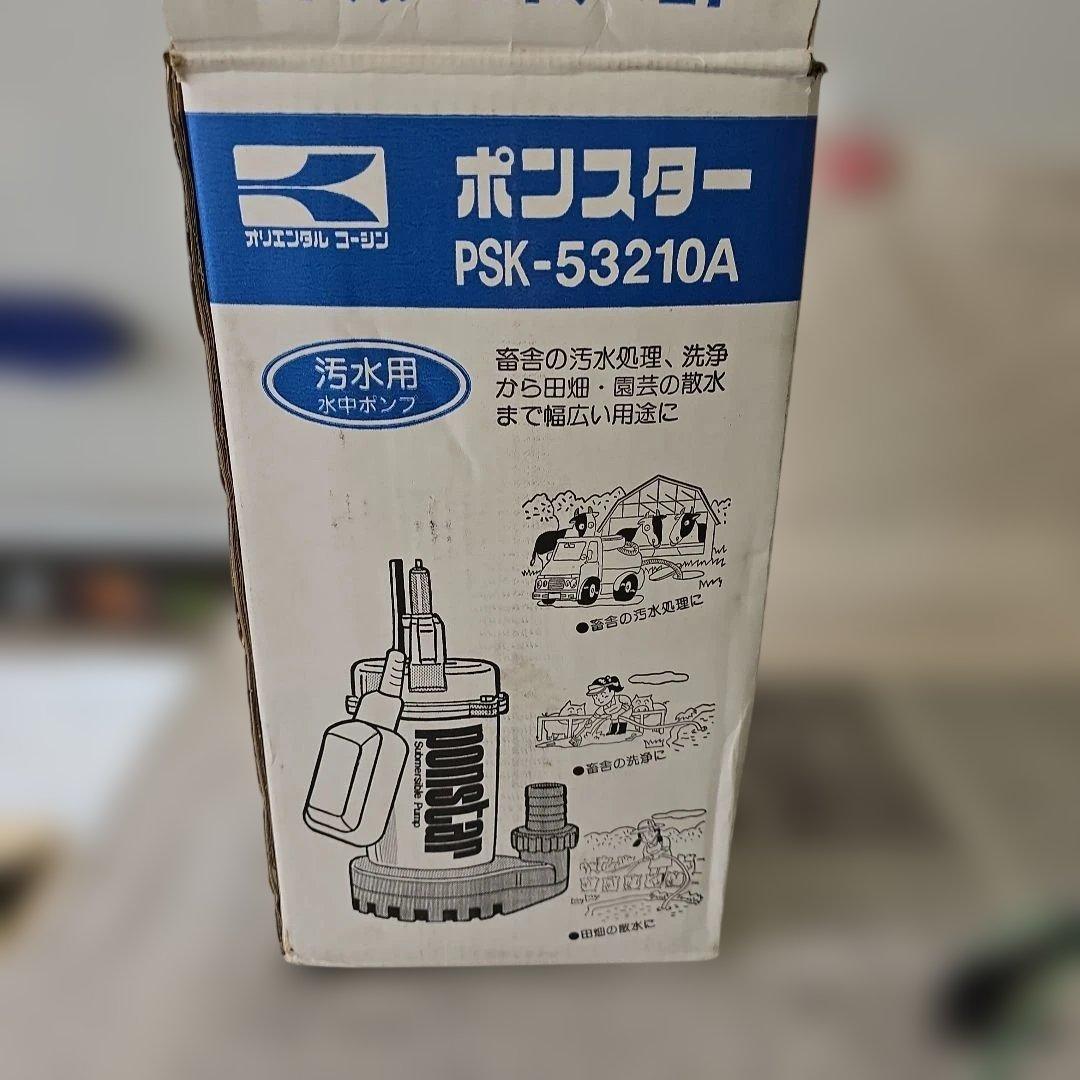 オリエンタル コーシン
ポンスター
PSK-53210A
汚水用
水中ポンプ
畜舎の汚水処理、洗浄
から田畑・園芸の散水
まで幅広い用途に
●畜舎の汚水処理に
ponstar
Submersible Pump
●畜舎の洗浄に
●田畑の散水に